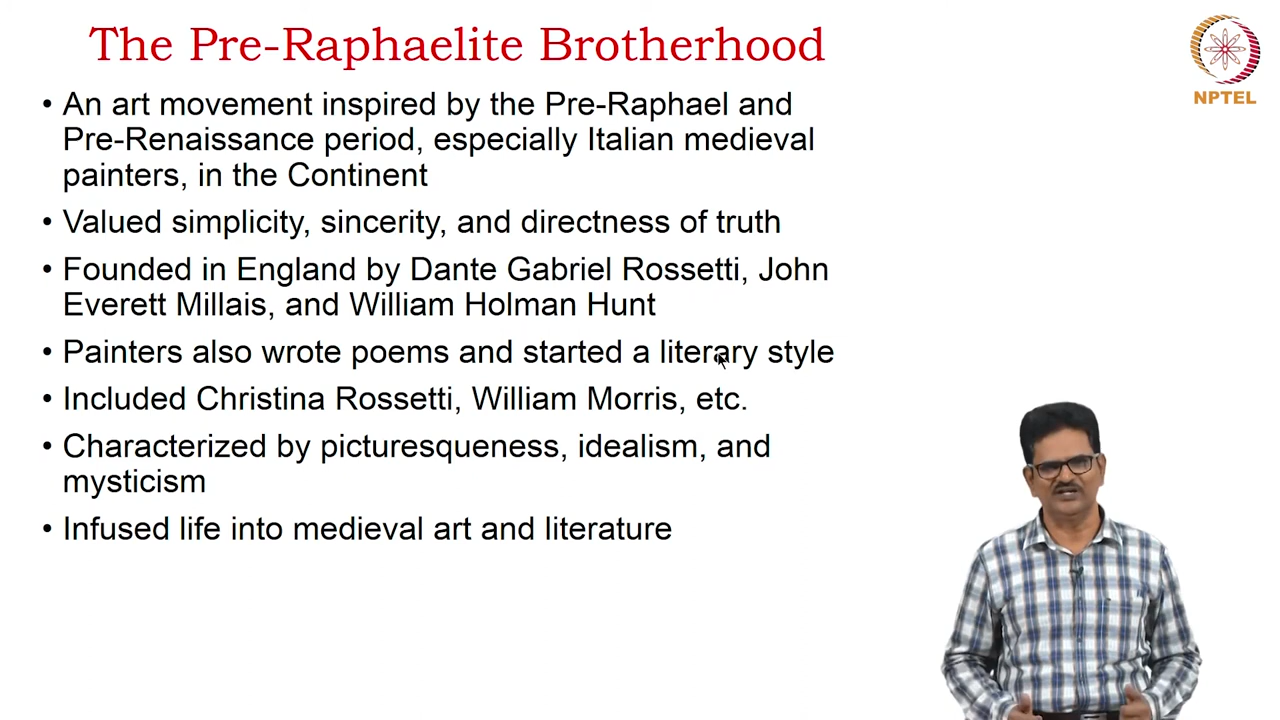 The Pre-Raphaelite Brotherhood
NPTEL
• An art movement inspired by the Pre-Raphael and
Pre-Renaissance period, especially Italian medieval
painters, in the Continent
• Valued simplicity, sincerity, and directness of truth
• Founded in England by Dante Gabriel Rossetti, John
Everett Millais, and William Holman Hunt
• Painters also wrote poems and started a literary style
• Included Christina Rossetti, William Morris, etc.
• Characterized by picturesqueness, idealism, and
mysticism
• Infused life into medieval art and literature